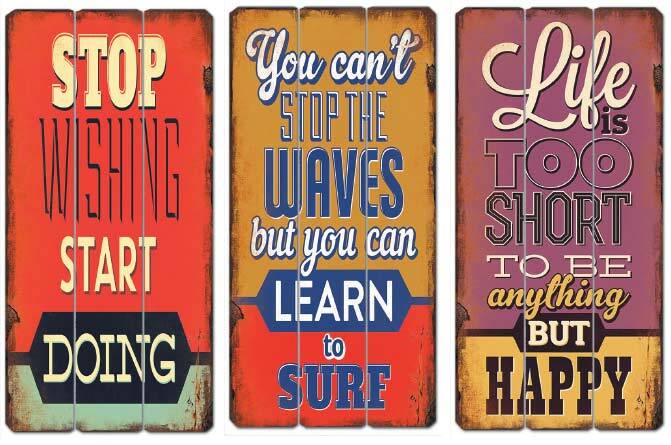 STOP
WISHING
START
DOING
You can't
STOP THE
WAVES
but you can
LEARN
to
SURF
Life
is
TOO
SHORT
TO BE
anything
BUT
HAPPY